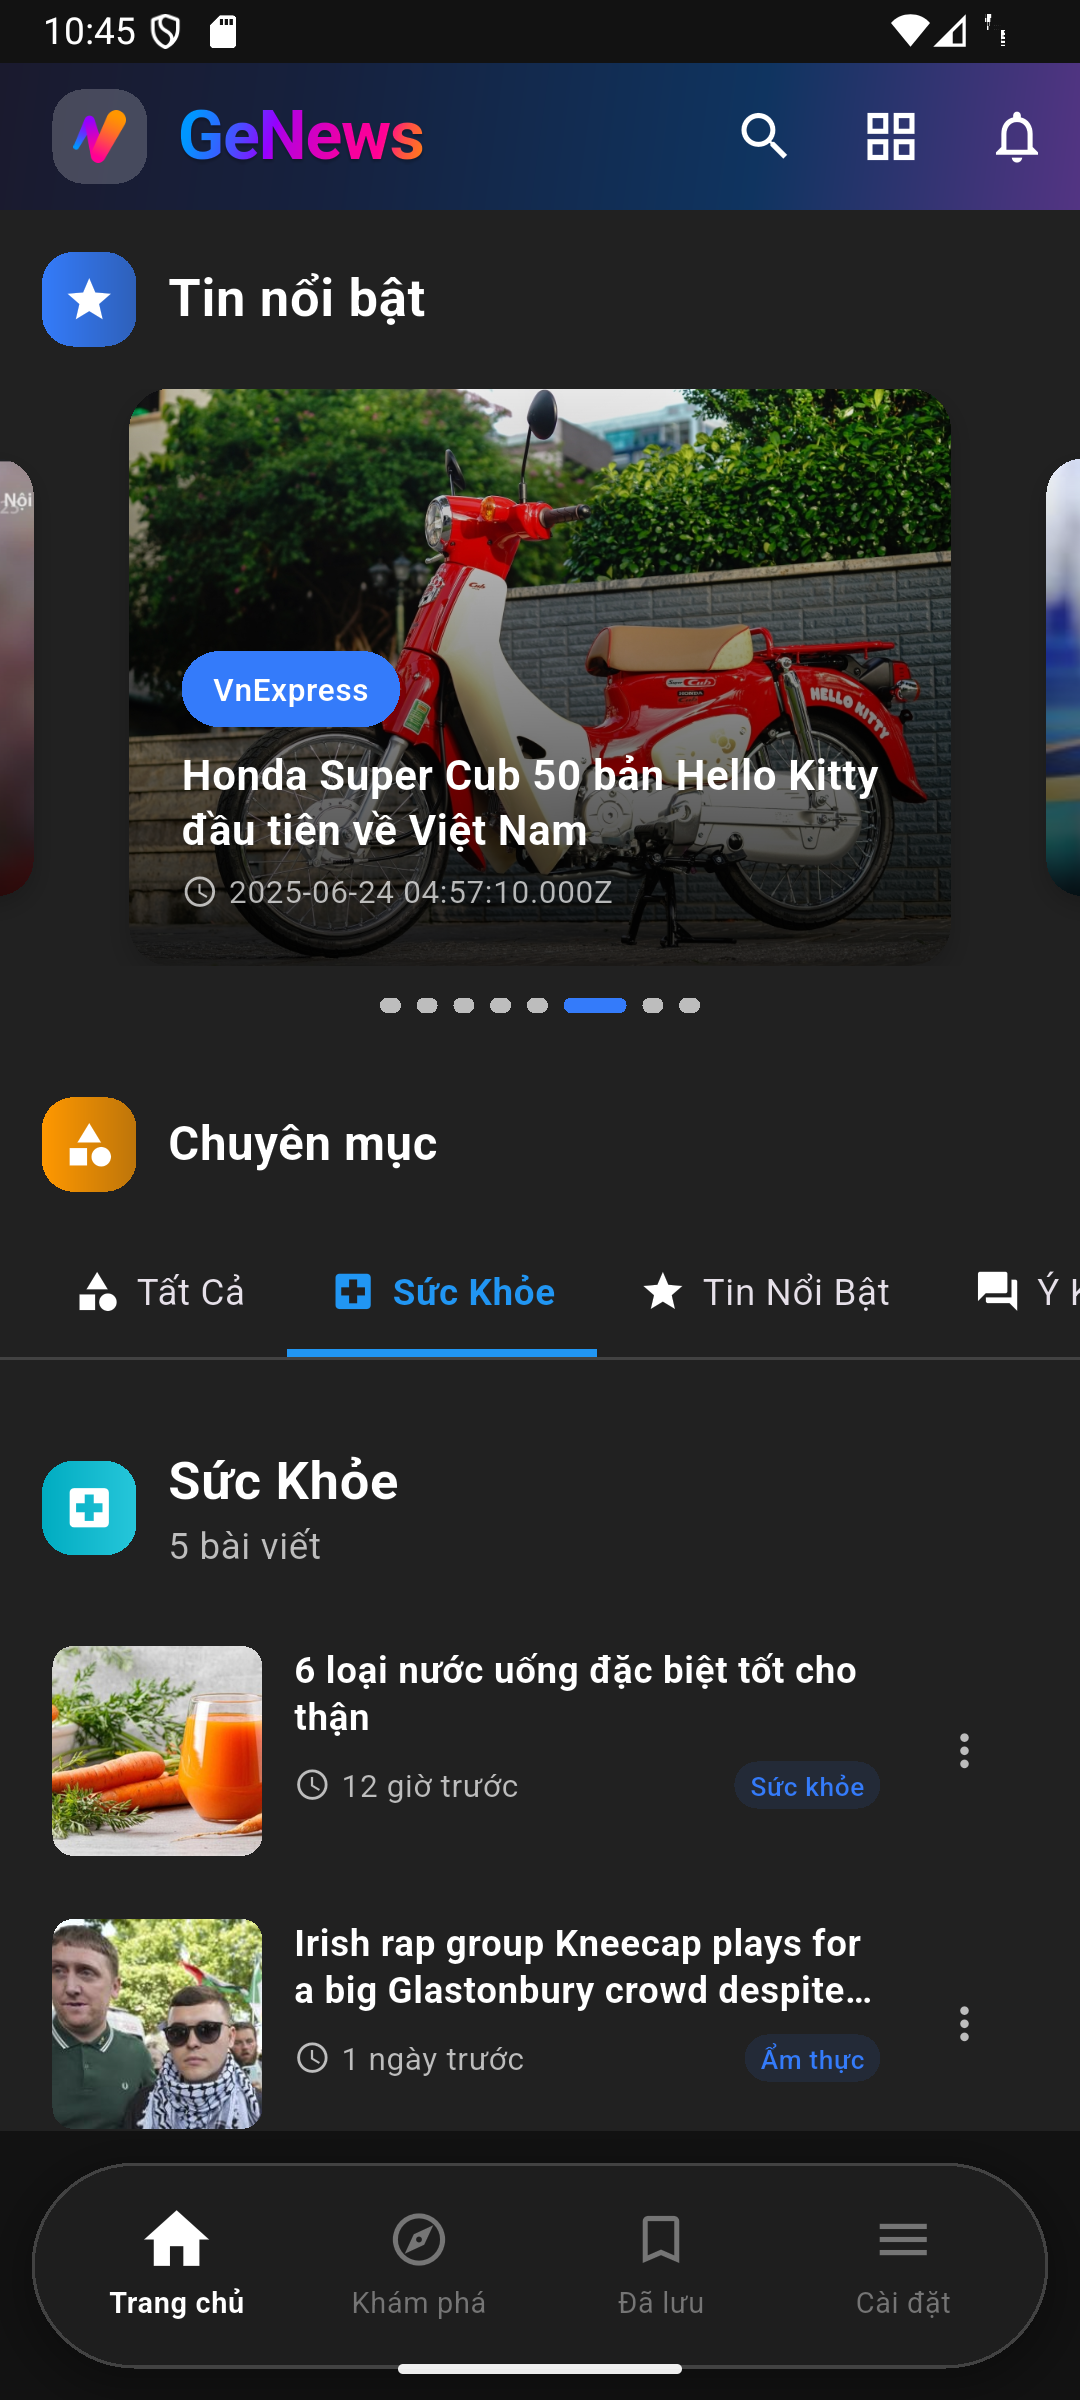 10:45
GeNews
Tin nổi bật
Nội
HELLO KITTY
VnExpress
Honda Super Cub 50 bản Hello Kitty
đầu tiên về Việt Nam
2025-06-24 04:57:10.000Z
Chuyên mục
Tất Cả
Sức Khỏe
Tin Nổi Bật
Ý K
Sức Khỏe
5 bài viết
6 loại nước uống đặc biệt tốt cho
thận
12 giờ trước
Sức khỏe
Irish rap group Kneecap plays for
a big Glastonbury crowd despite...
1 ngày trước
Ẩm thực
Trang chủ
Khám phá
Đã lưu
Cài đặt